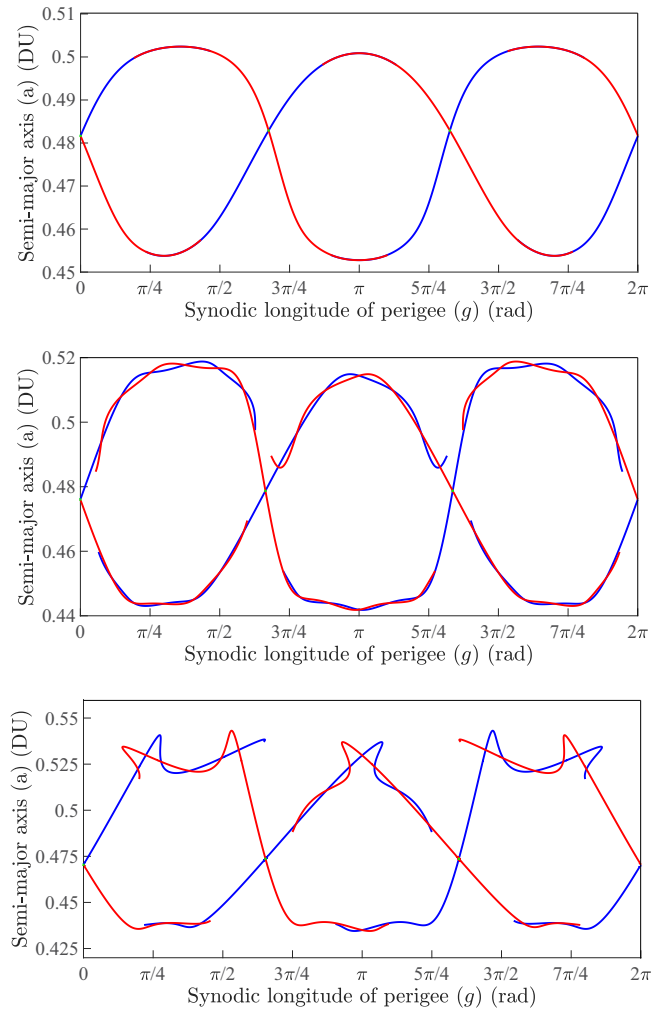 0.51
0.5
0.49
0.48
0.47
0.46
0.45
Semi-major axis (a) (DU)
0 π/4 π/2 3π/4 π 5π/4 3π/2 7π/4 2π
Synodic longitude of perigee (g) (rad)
0.52
0.5
0.48
0.46
0.44
Semi-major axis (a) (DU)
0 π/4 π/2 3π/4 π 5π/4 3π/2 7π/4 2π
Synodic longitude of perigee (g) (rad)
0.55
0.525
0.5
0.475
0.45
0.425
Semi-major axis (a) (DU)
0 π/4 π/2 3π/4 π 5π/4 3π/2 7π/4 2π
Synodic longitude of perigee (g) (rad)